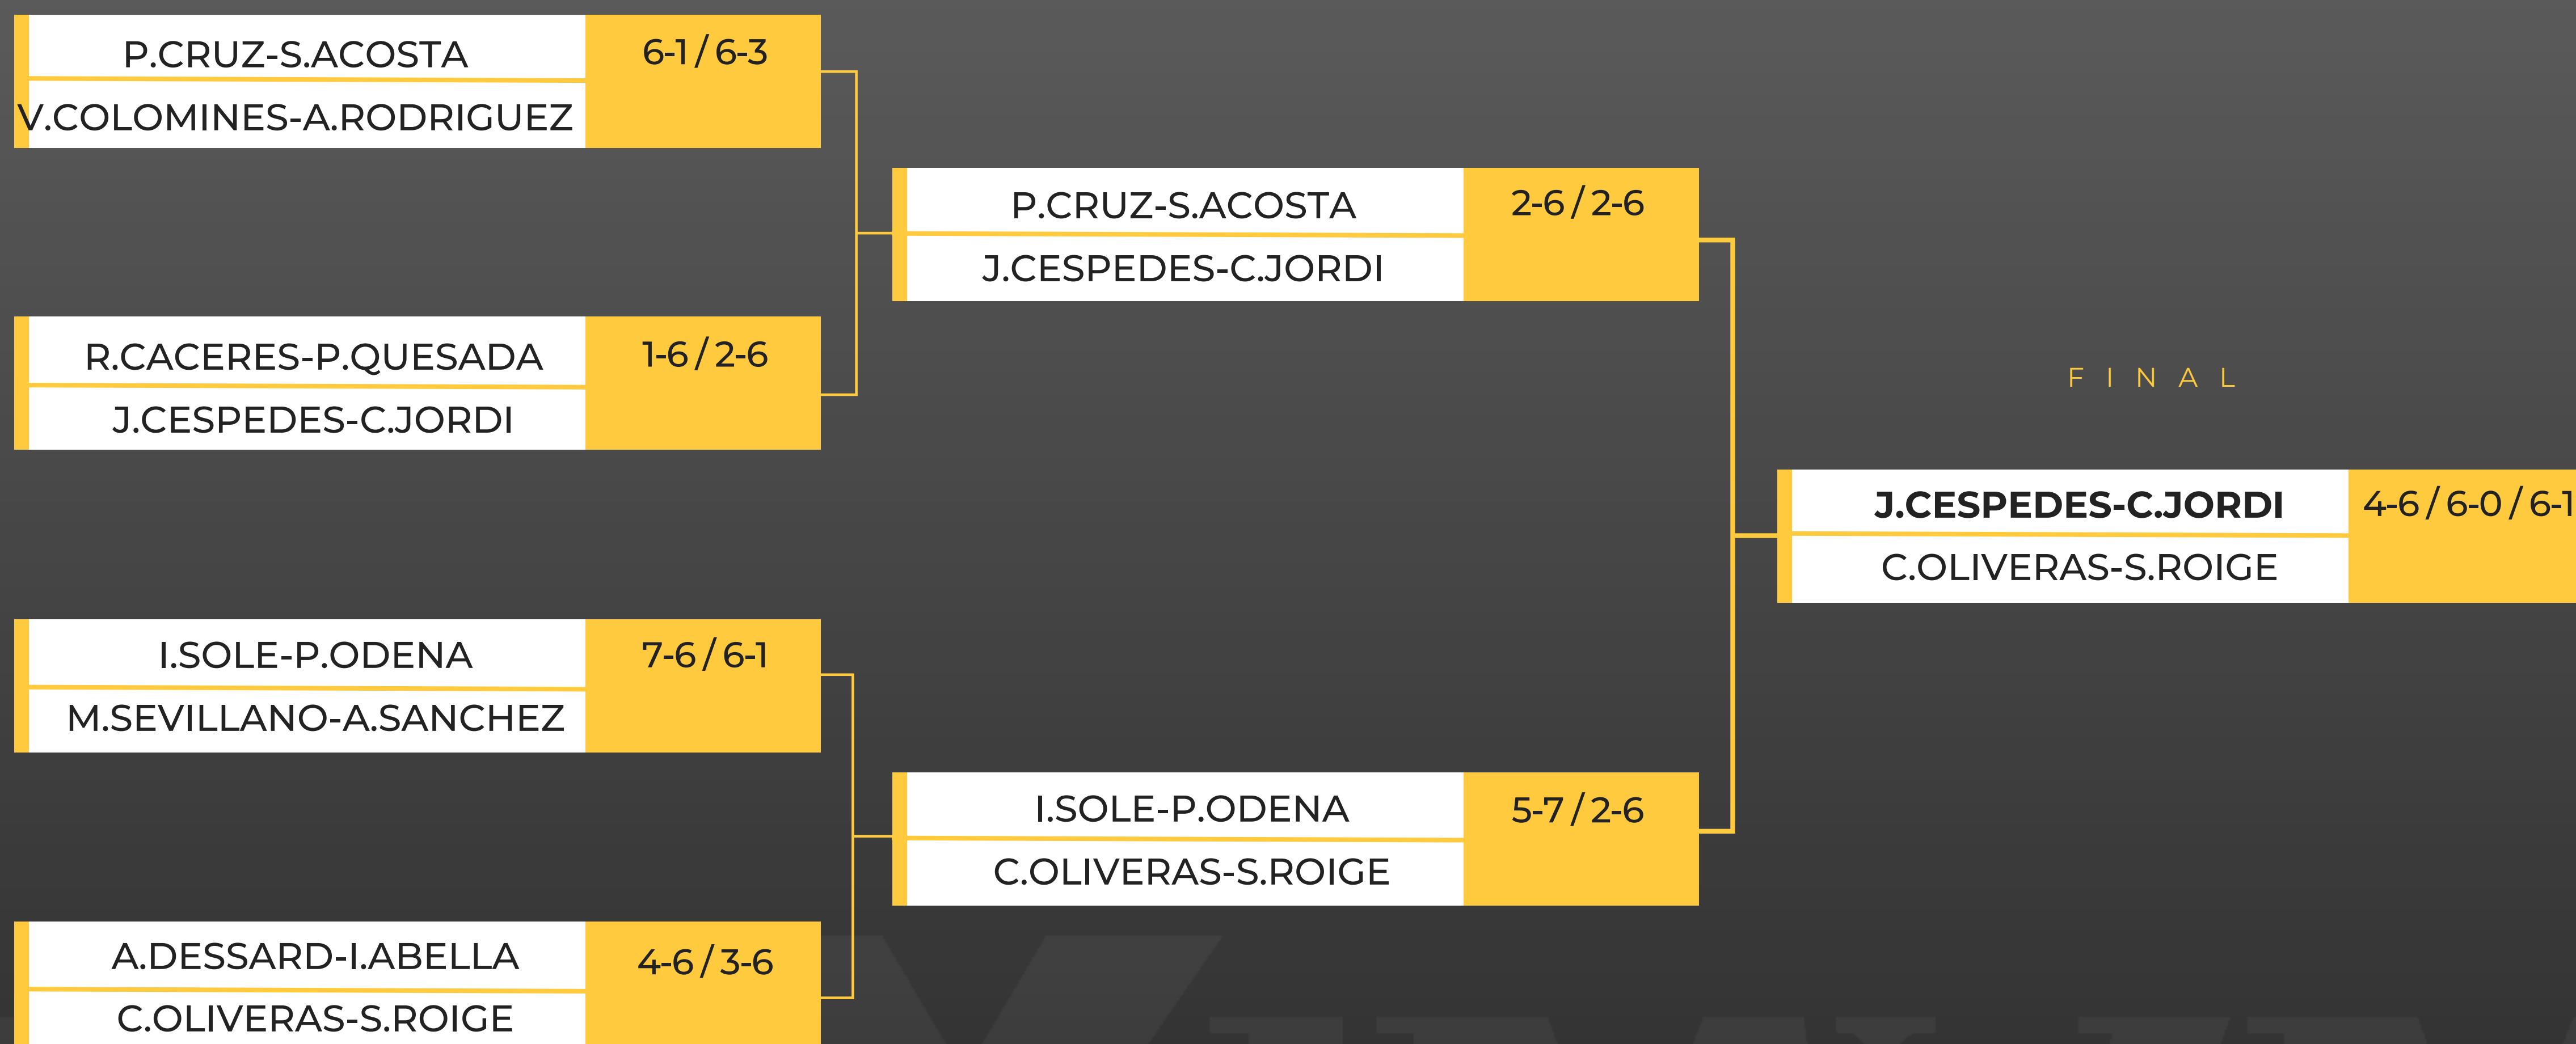 P.CRUZ-S.ACOSTA 6-1 / 6-3
V.COLOMINES-A.RODRIGUEZ
R.CACERES-P.QUESADA 1-6 / 2-6
J.CESPEDES-C.JORDI
I.SOLE-P.ODENA 7-6 / 6-1
M.SEVILLANO-A.SANCHEZ
A.DESSARD-I.ABELLA 4-6 / 3-6
C.OLIVERAS-S.ROIGE
P.CRUZ-S.ACOSTA 2-6 / 2-6
J.CESPEDES-C.JORDI
I.SOLE-P.ODENA 5-7 / 2-6
C.OLIVERAS-S.ROIGE
FINAL
J.CESPEDES-C.JORDI 4-6 / 6-0 / 6-1
C.OLIVERAS-S.ROIGE